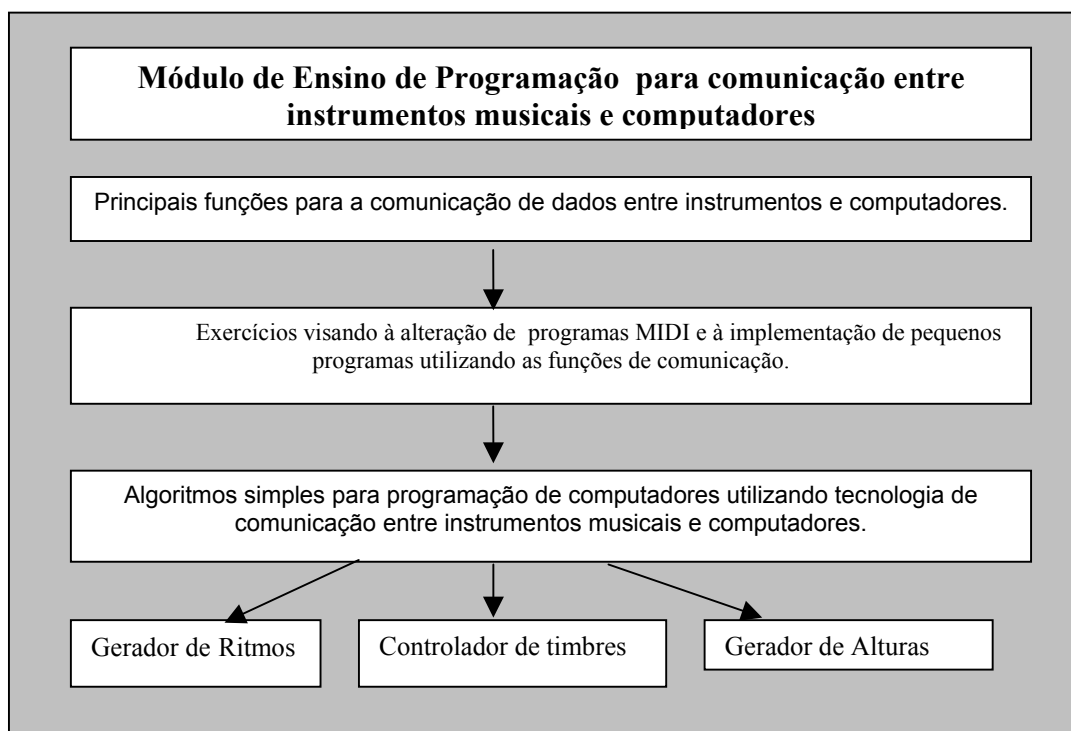 Módulo de Ensino de Programação para comunicação entre
instrumentos musicais e computadores
Principais funções para a comunicação de dados entre instrumentos e computadores.
Exercícios visando à alteração de programas MIDI e à implementação de pequenos
programas utilizando as funções de comunicação.
Algoritmos simples para programação de computadores utilizando tecnologia de
comunicação entre instrumentos musicais e computadores.
Gerador de Ritmos
Controlador de timbres
Gerador de Alturas